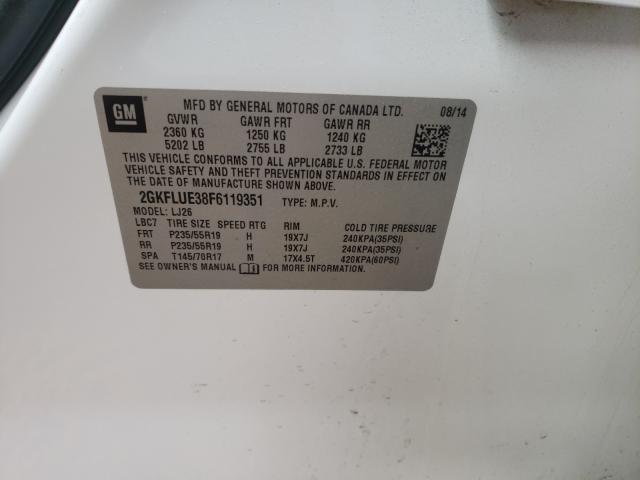 GM
MFD BY GENERAL MOTORS OF CANADA LTD. 08/14
GVWR GAWR FRT GAWR RR
2360 KG 1250 KG 1240 KG
5202 LB 2755 LB 2733 LB
THIS VEHICLE CONFORMS TO ALL APPLICABLE U.S. FEDERAL MOTOR
VEHICLE SAFETY AND THEFT PREVENTION STANDARDS IN EFFECT ON
THE DATE OF MANUFACTURE SHOWN ABOVE.
2GKFLUE38F6119351 TYPE: M.P.V.
MODEL: LJ26
LBC7 TIRE SIZE SPEED RTG RIM COLD TIRE PRESSURE
FRT P235/55R19 H 19X7J 240KPA(35PSI)
RR P235/55R19 H 19X7J 240KPA(35PSI)
SPA T145/70R17 M 17X4.5T 420KPA(60PSI)
SEE OWNER'S MANUAL FOR MORE INFORMATION.